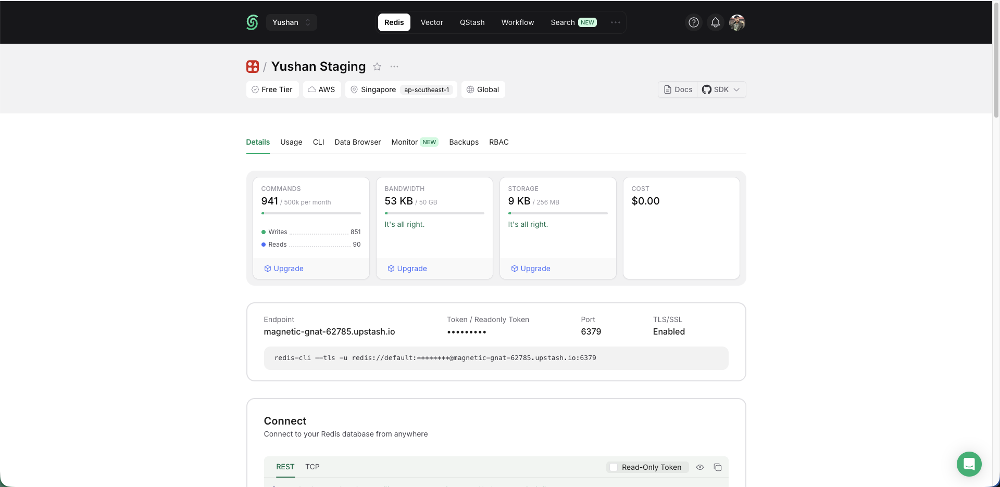 Yushan
Redis Vector QStash Workflow Search NEW
/ Yushan Staging
Free Tier AWS Singapore ap-southeast-1 Global Docs SDK
Details Usage CLI Data Browser Monitor NEW Backups RBAC
COMMANDS
941 / 500k per month
Writes 851
Reads 90
Upgrade
BANDWIDTH
53 KB / 50 GB
It's all right.
Upgrade
STORAGE
9 KB / 256 MB
It's all right.
Upgrade
COST
$0.00
Endpoint
magnetic-gnat-62785.upstash.io
Token / Readonly Token
•••••••••
Port
6379
TLS/SSL
Enabled
redis-cli --tls -u redis://default:********@magnetic-gnat-62785.upstash.io:6379
Connect
Connect to your Redis database from anywhere
REST TCP Read-Only Token